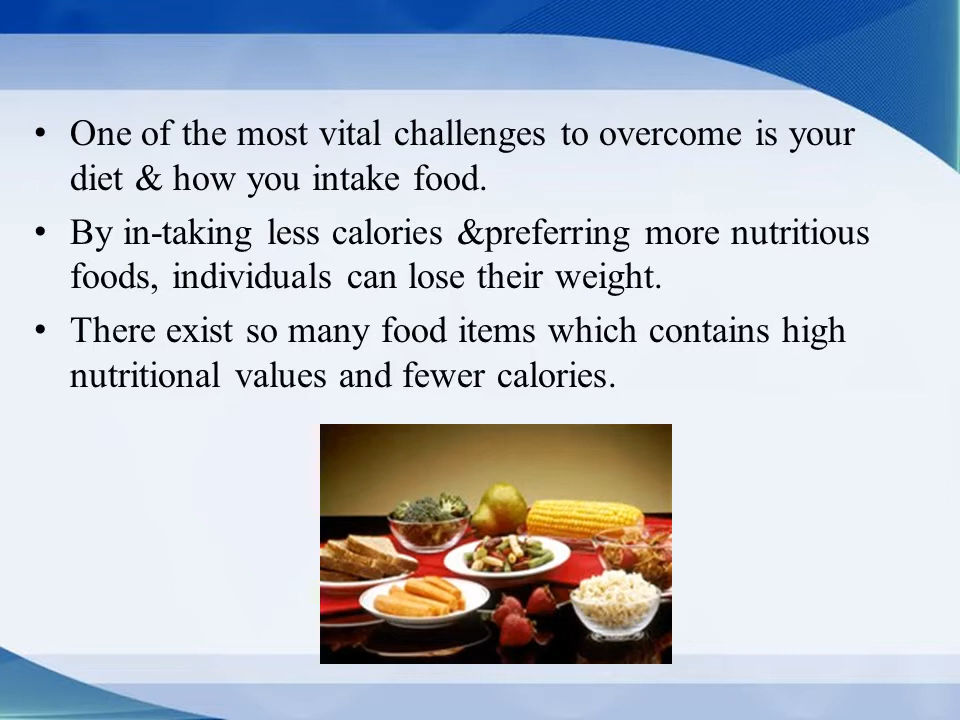 • One of the most vital challenges to overcome is your
diet & how you intake food.
• By in-taking less calories &preferring more nutritious
foods, individuals can lose their weight.
• There exist so many food items which contains high
nutritional values and fewer calories.